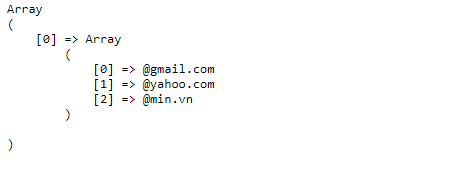 Array
(
    [0] => Array
        (
            [0] => @gmail.com
            [1] => @yahoo.com
            [2] => @min.vn
        )

)